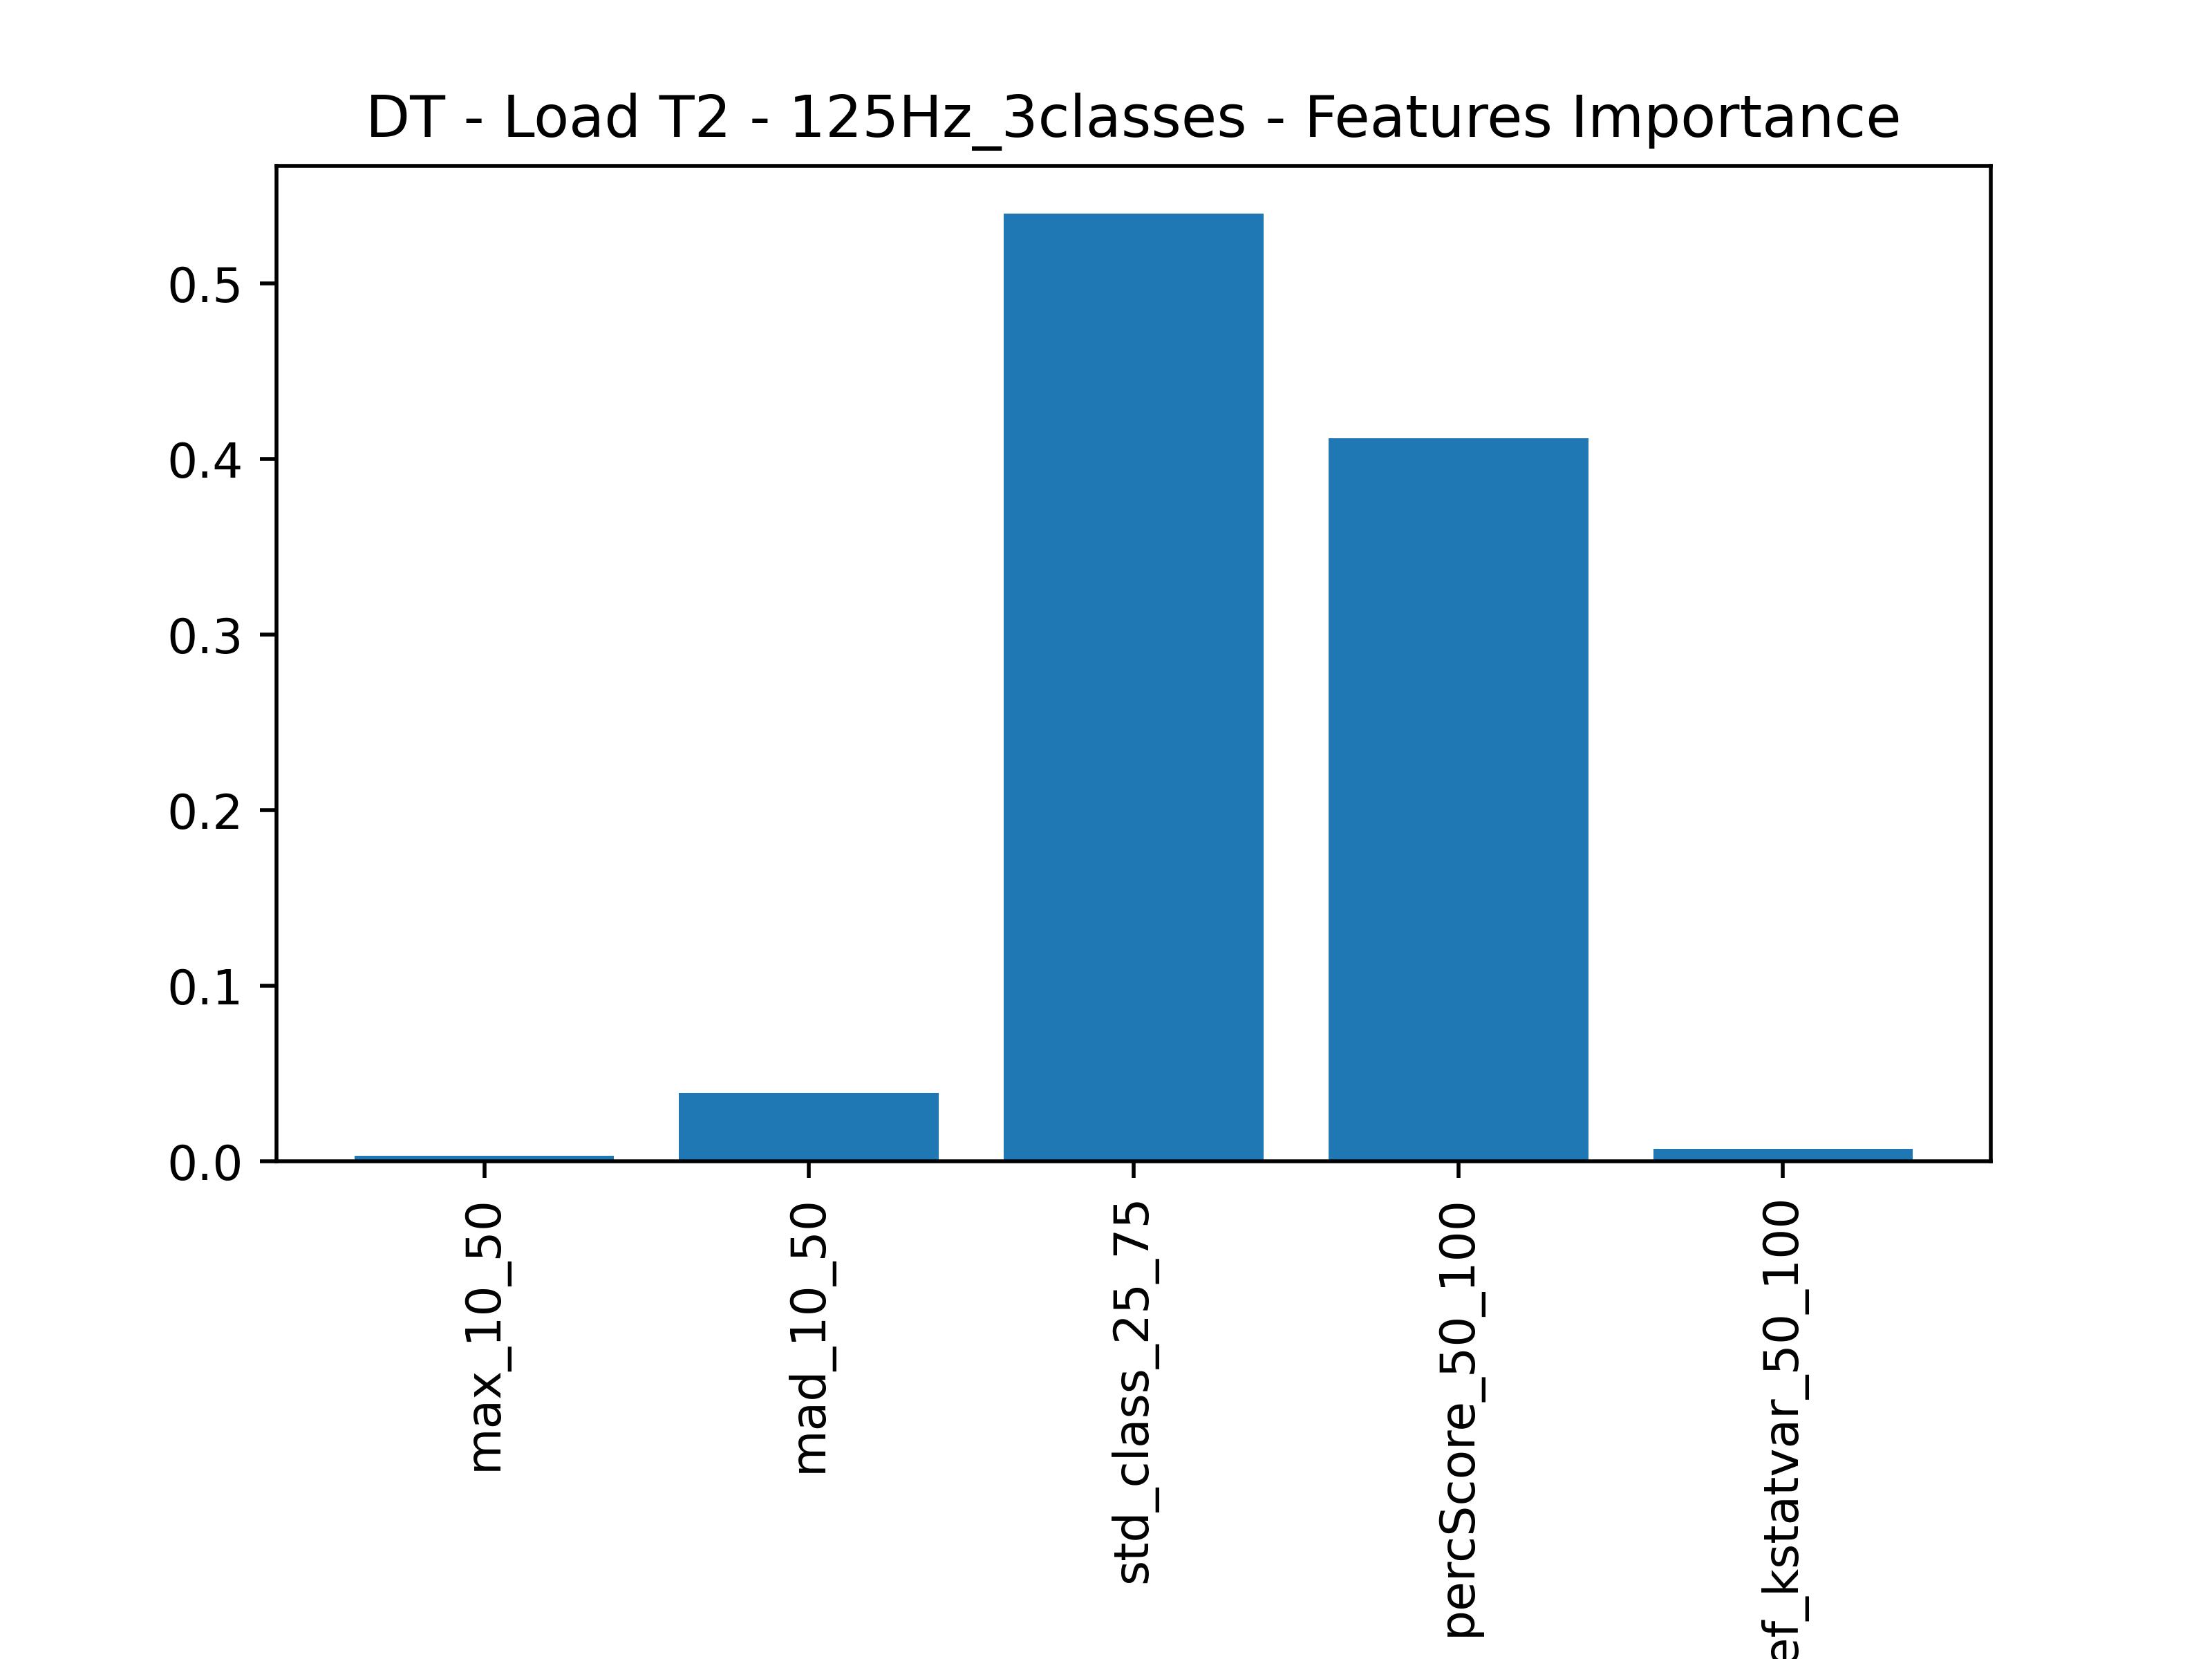 DT - Load T2 - 125Hz_3classes - Features Importance
0.5
0.4
0.3
0.2
0.1
0.0
max_10_50
mad_10_50
std_class_25_75
percScore_50_100
ef_kstatvar_50_100